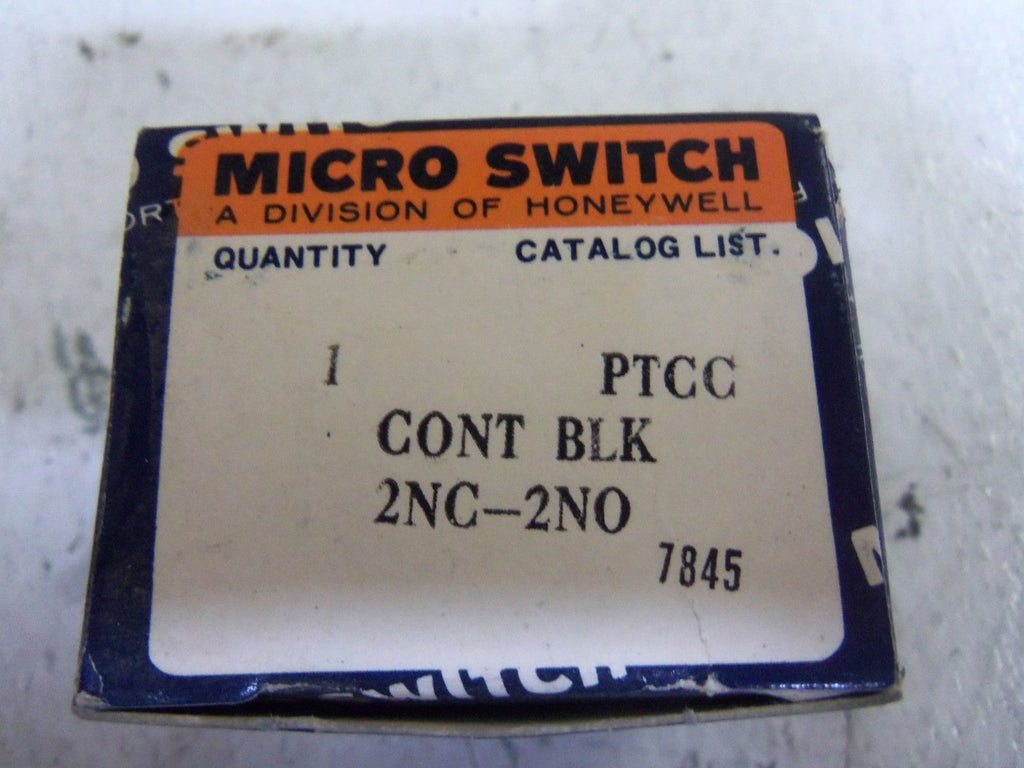 MICRO SWITCH
A DIVISION OF HONEYWELL
QUANTITY CATALOG LIST.
1 PTCC
CONT BLK
2NC-2NO
7845